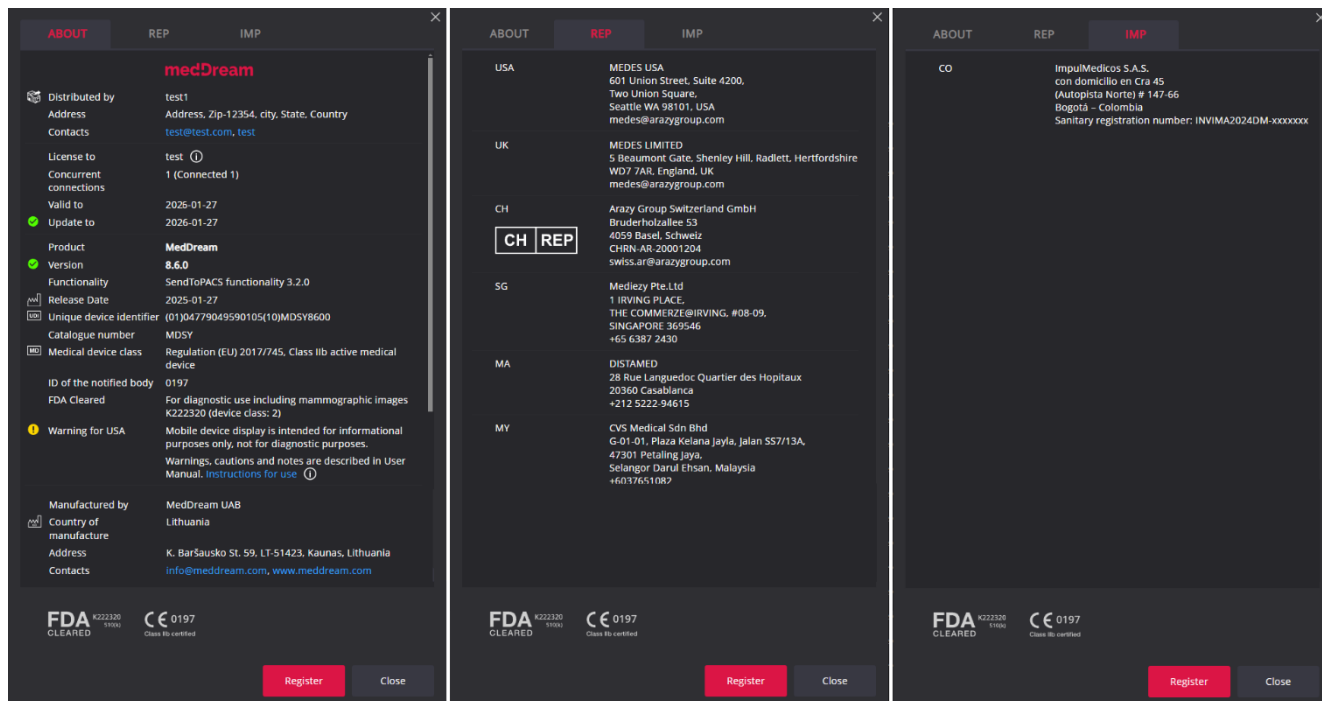 ABOUT REP IMP
medDream
Distributed by test1
Address Address, Zip-12354, city, State, Country
Contacts test@test.com, test
License to test
Concurrent connections 1 (Connected 1)
Valid to 2026-01-27
Update to 2026-01-27
Product MedDream
Version 8.6.0
Functionality SendToPACS functionality 3.2.0
Release Date 2025-01-27
UDI Unique device identifier (01)04779049590105(10)MDSY8600
Catalogue number MDSY
MD Medical device class Regulation (EU) 2017/745, Class IIb active medical
device
ID of the notified body 0197
FDA Cleared For diagnostic use including mammographic images
K222320 (device class: 2)
Warning for USA Mobile device display is intended for informational
purposes only, not for diagnostic purposes.
Warnings, cautions and notes are described in User
Manual. Instructions for use
Manufactured by MedDream UAB
Country of manufacture Lithuania
Address K. Baršausko St. 59, LT-51423, Kaunas, Lithuania
Contacts info@meddream.com, www.meddream.com
FDA CLEARED K222320 510(k) CE 0197 Class IIb certified
Register Close
ABOUT REP IMP
USA MEDES USA
601 Union Street, Suite 4200,
Two Union Square,
Seattle WA 98101, USA
medes@arazygroup.com
UK MEDES LIMITED
5 Beaumont Gate, Shenley Hill, Radlett, Hertfordshire
WD7 7AR, England, UK
medes@arazygroup.com
CH Arazy Group Switzerland GmbH
Bruderholzallee 53
CH REP 4059 Basel, Schweiz
CHRN-AR-20001204
swiss.ar@arazygroup.com
SG Mediezy Pte.Ltd
1 IRVING PLACE,
THE COMMERZE@IRVING, #08-09,
SINGAPORE 369546
+65 6387 2430
MA DISTAMED
28 Rue Languedoc Quartier des Hopitaux
20360 Casablanca
+212 5222-94615
MY CVS Medical Sdn Bhd
G-01-01, Plaza Kelana Jayla, Jalan SS7/13A,
47301 Petaling Jaya,
Selangor Darul Ehsan, Malaysia
+6037651082
FDA CLEARED K222320 510(k) CE 0197 Class IIb certified
Register Close
ABOUT REP IMP
CO ImpulMedicos S.A.S.
con domicilio en Cra 45
(Autopista Norte) # 147-66
Bogotá – Colombia
Sanitary registration number: INVIMA2024DM-xxxxxxx
FDA CLEARED K222320 510(k) CE 0197 Class IIb certified
Register Close